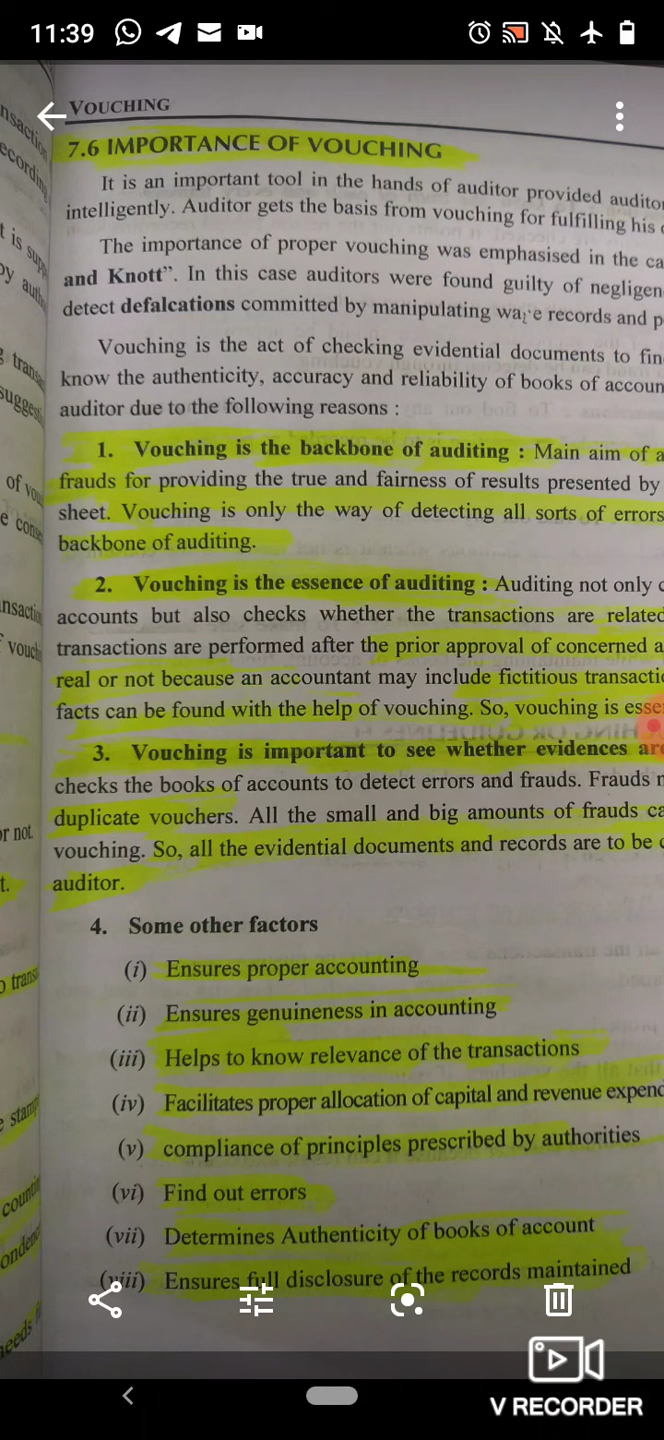 11:39
VOUCHING
7.6 IMPORTANCE OF VOUCHING
It is an important tool in the hands of auditor provided
intelligently. Auditor gets the basis from vouching for fulfilling his
The importance of proper vouching was emphasised in the
and Knott”. In this case auditors were found guilty of
detect defalcations committed by manipulating records and
Vouching is the act of checking evidential documents to
know the authenticity, accuracy and reliability of books of
auditor due to the following reasons :
1. Vouching is the backbone of auditing : Main aim of
frauds for providing the true and fairness of results presented by
sheet. Vouching is only the way of detecting all sorts of errors
backbone of auditing.
2. Vouching is the essence of auditing : Auditing not only
accounts but also checks whether the transactions are related
transactions are performed after the prior approval of concerned
real or not because an accountant may include fictitious
facts can be found with the help of vouching. So, vouching is
3. Vouching is important to see whether evidences
checks the books of accounts to detect errors and frauds. Frauds
duplicate vouchers. All the small and big amounts of frauds
vouching. So, all the evidential documents and records are to be
auditor.
4. Some other factors
(i) Ensures proper accounting
(ii) Ensures genuineness in accounting
(iii) Helps to know relevance of the transactions
(iv) Facilitates proper allocation of capital and revenue
(v) compliance of principles prescribed by authorities
(vi) Find out errors
(vii) Determines Authenticity of books of account
(viii) Ensures full disclosure of the records maintained
V RECORDER